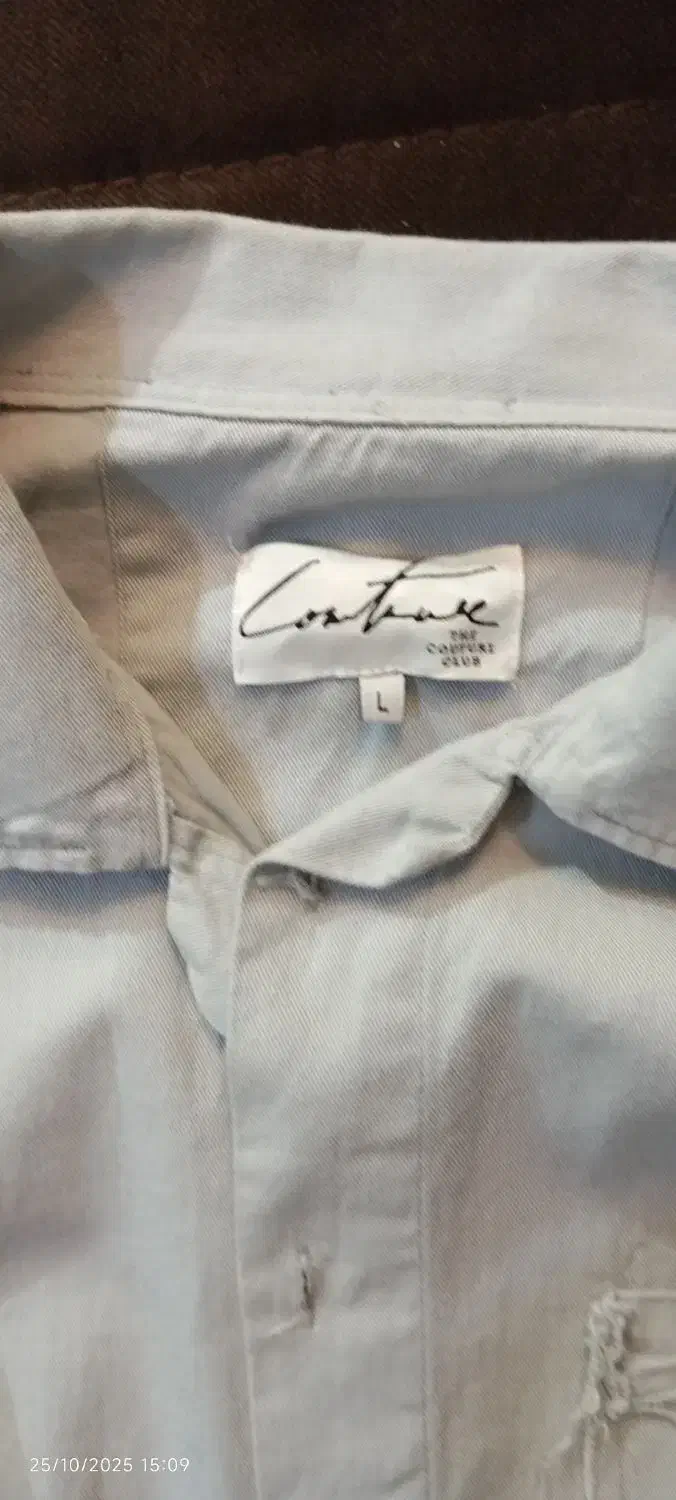 Couture
THE
COUTURE
CLUB
L
25/10/2025 15:09